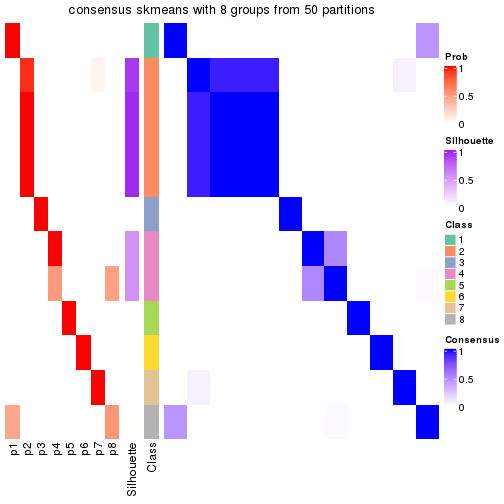 consensus skmeans with 8 groups from 50 partitions
Prob
1
0.5
0
Silhouette
1
0.5
0
Class
1
2
3
4
5
6
7
8
Consensus
1
0.5
0
p1
p2
p3
p4
p5
p6
p7
p8
Silhouette
Class